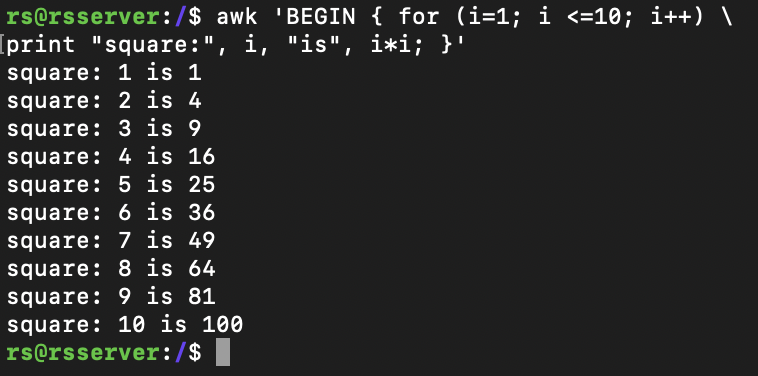 rs@rsserver:/$ awk 'BEGIN { for (i=1; i <=10; i++) \
print "square:", i, "is", i*i; }'
square: 1 is 1
square: 2 is 4
square: 3 is 9
square: 4 is 16
square: 5 is 25
square: 6 is 36
square: 7 is 49
square: 8 is 64
square: 9 is 81
square: 10 is 100
rs@rsserver:/$